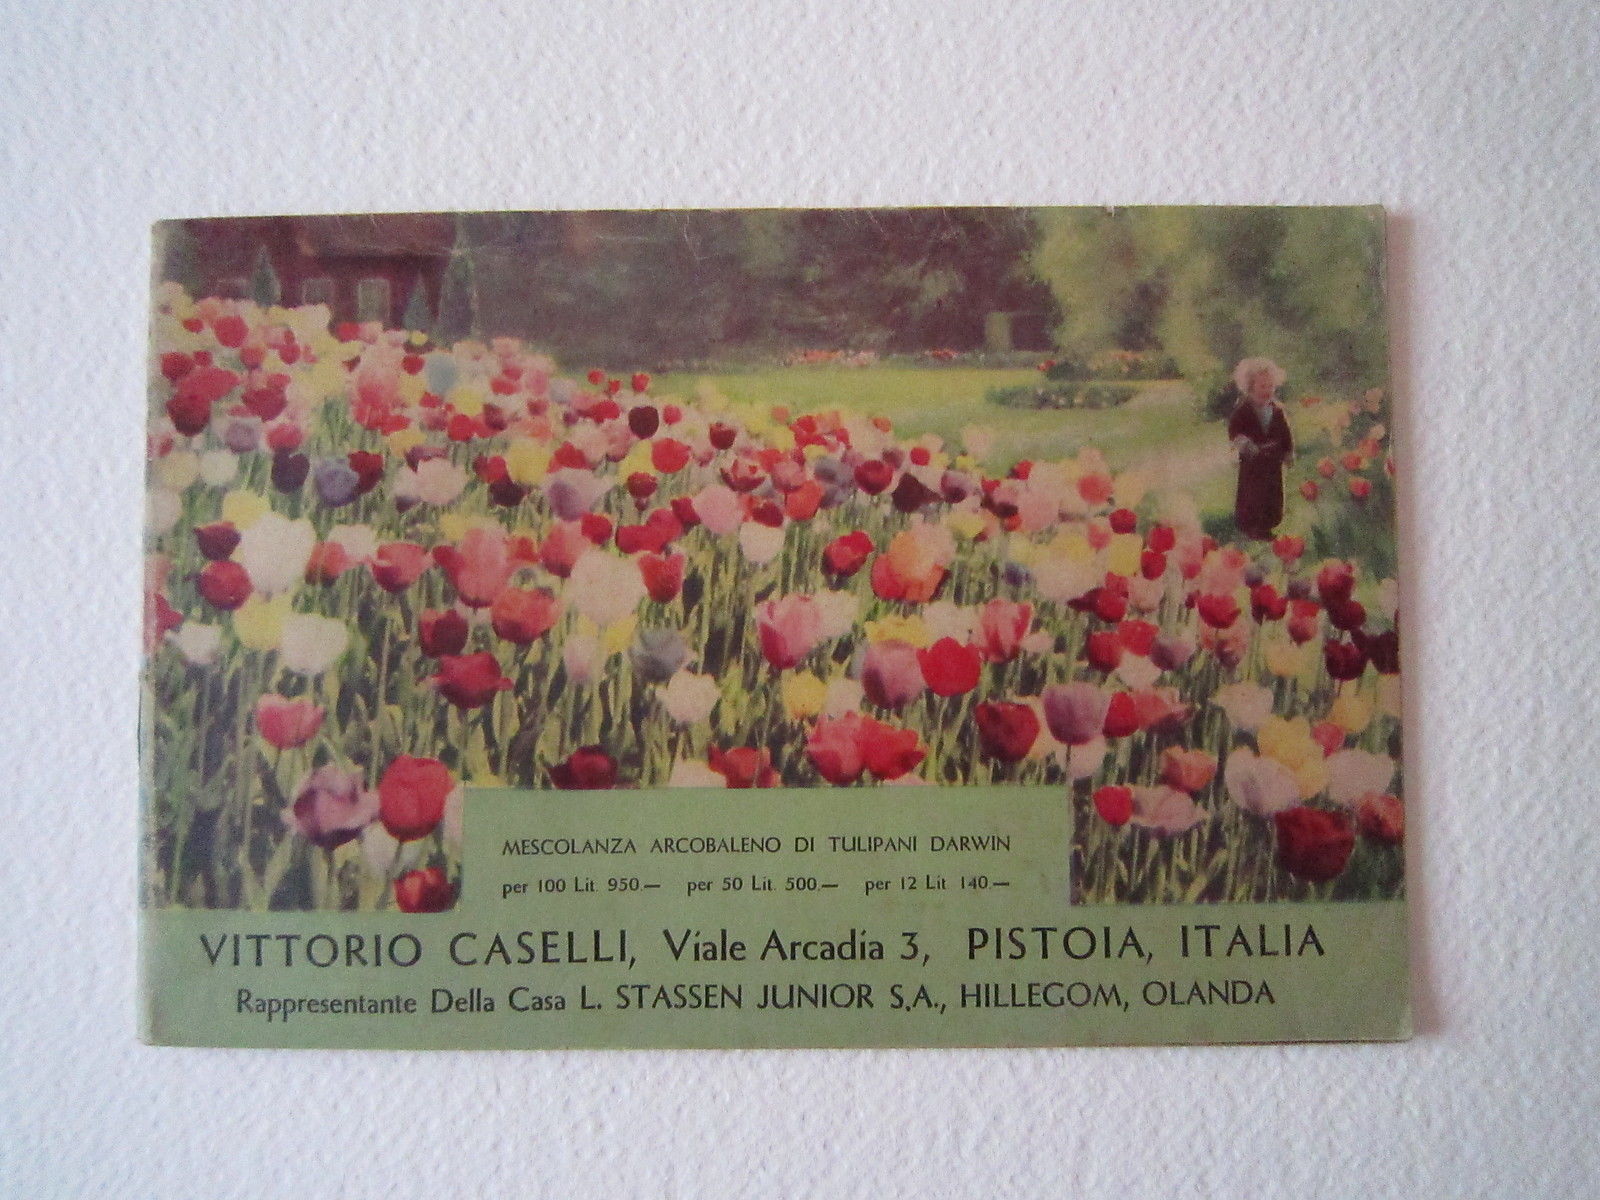 MESCOLANZA ARCOBALENO DI TULIPANI DARWIN
per 100 Lit. 950.— per 50 Lit. 500.— per 12 Lit 140.—
VITTORIO CASELLI, Viale Arcadia 3, PISTOIA, ITALIA
Rappresentante Della Casa L. STASSEN JUNIOR S.A., HILLEGOM, OLANDA